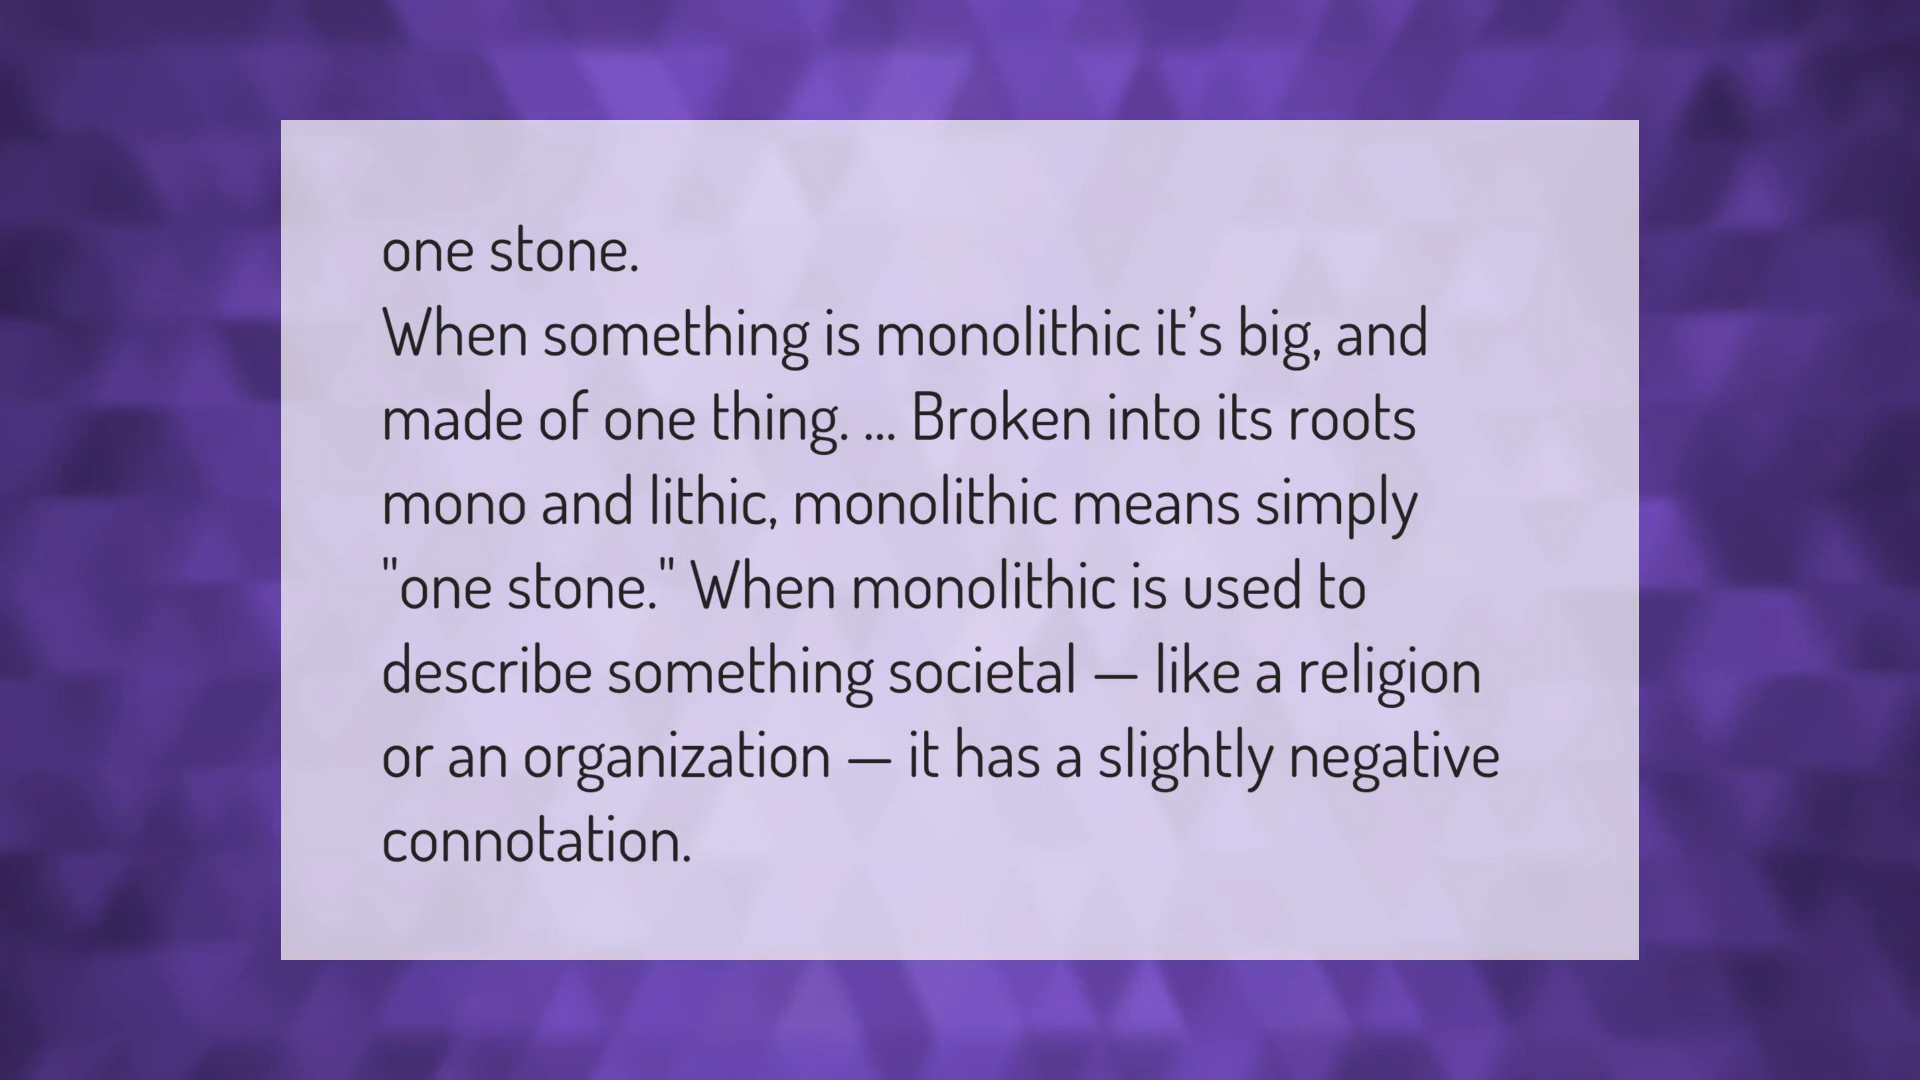 one stone.
When something is monolithic it’s big, and
made of one thing. ... Broken into its roots
mono and lithic, monolithic means simply
"one stone." When monolithic is used to
describe something societal — like a religion
or an organization — it has a slightly negative
connotation.